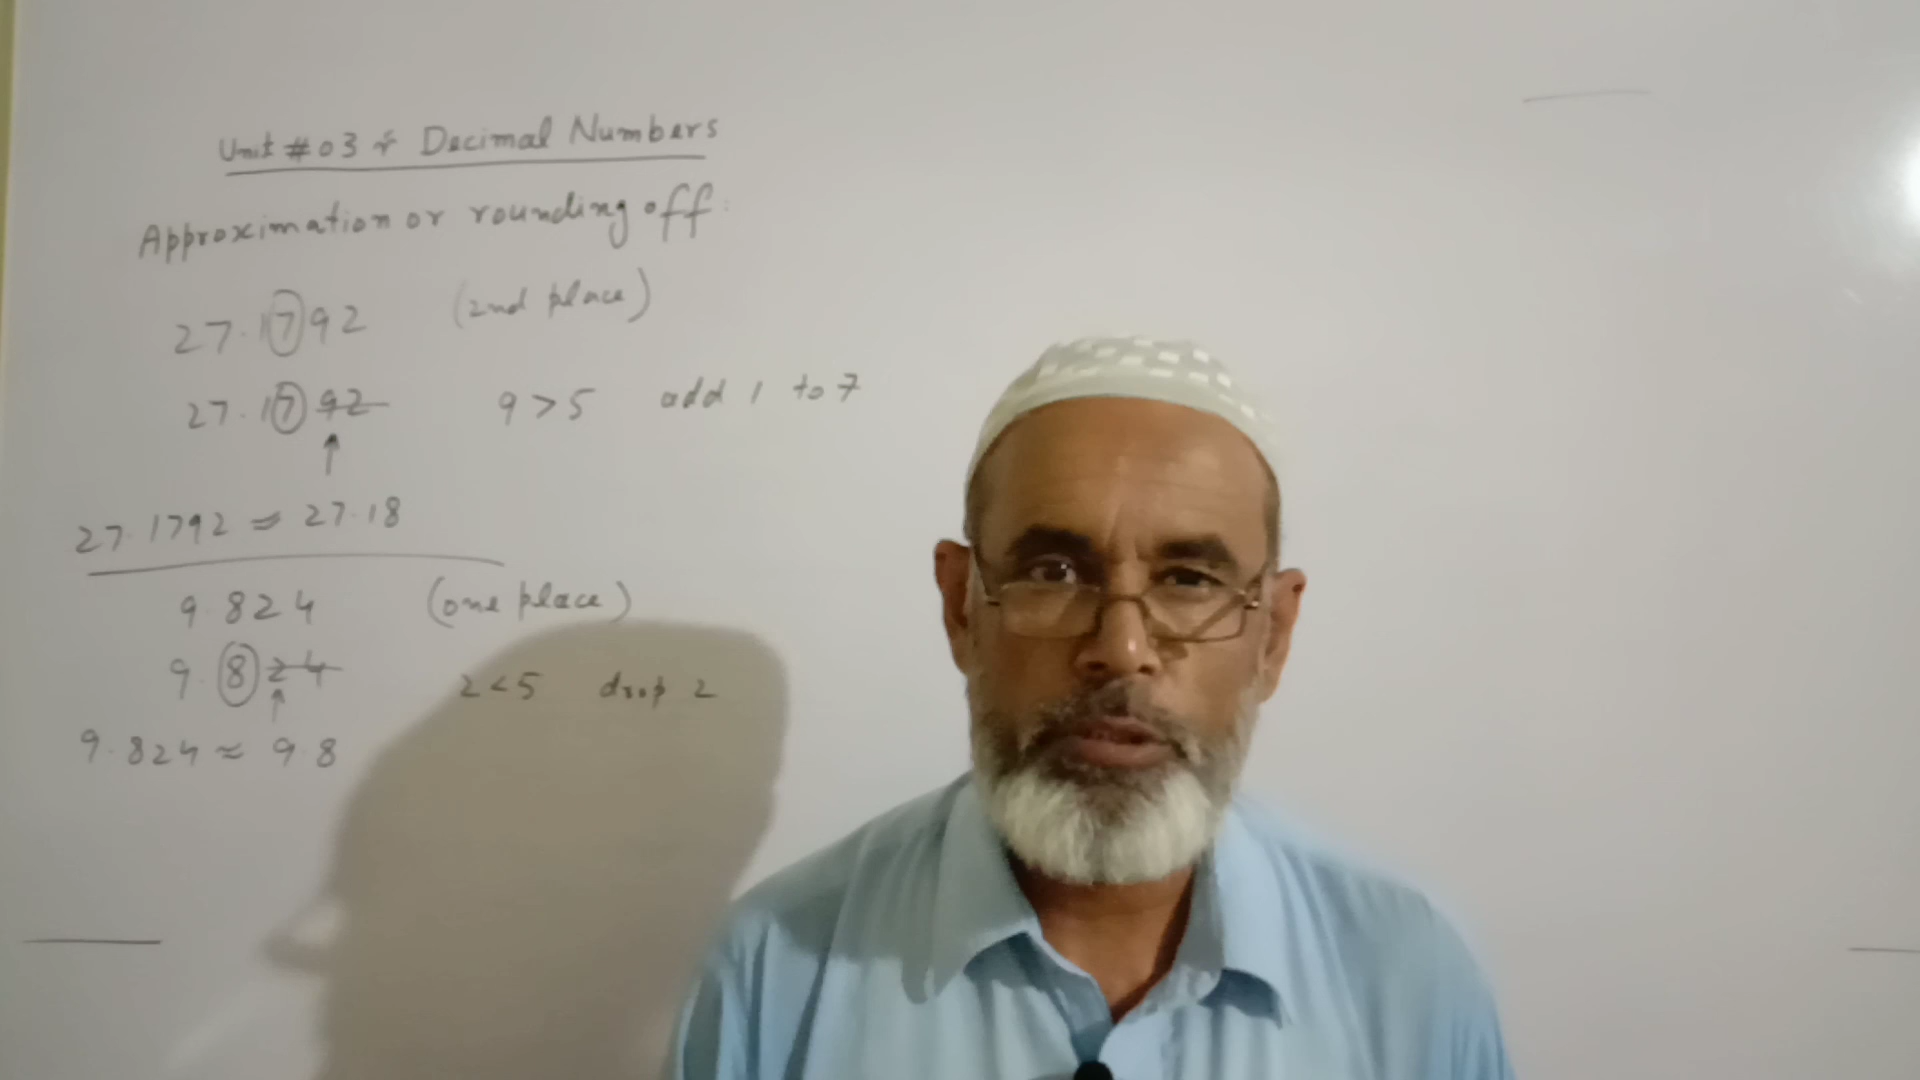 Unit # 03 : Decimal Numbers
Approximation or rounding off:
27.1792 (2nd place)
27.1792 9 > 5 add 1 to 7
↑
27.1792 ≈ 27.18
9.824 (one place)
9.824 2 < 5 drop 2
↑
9.824 ≈ 9.8